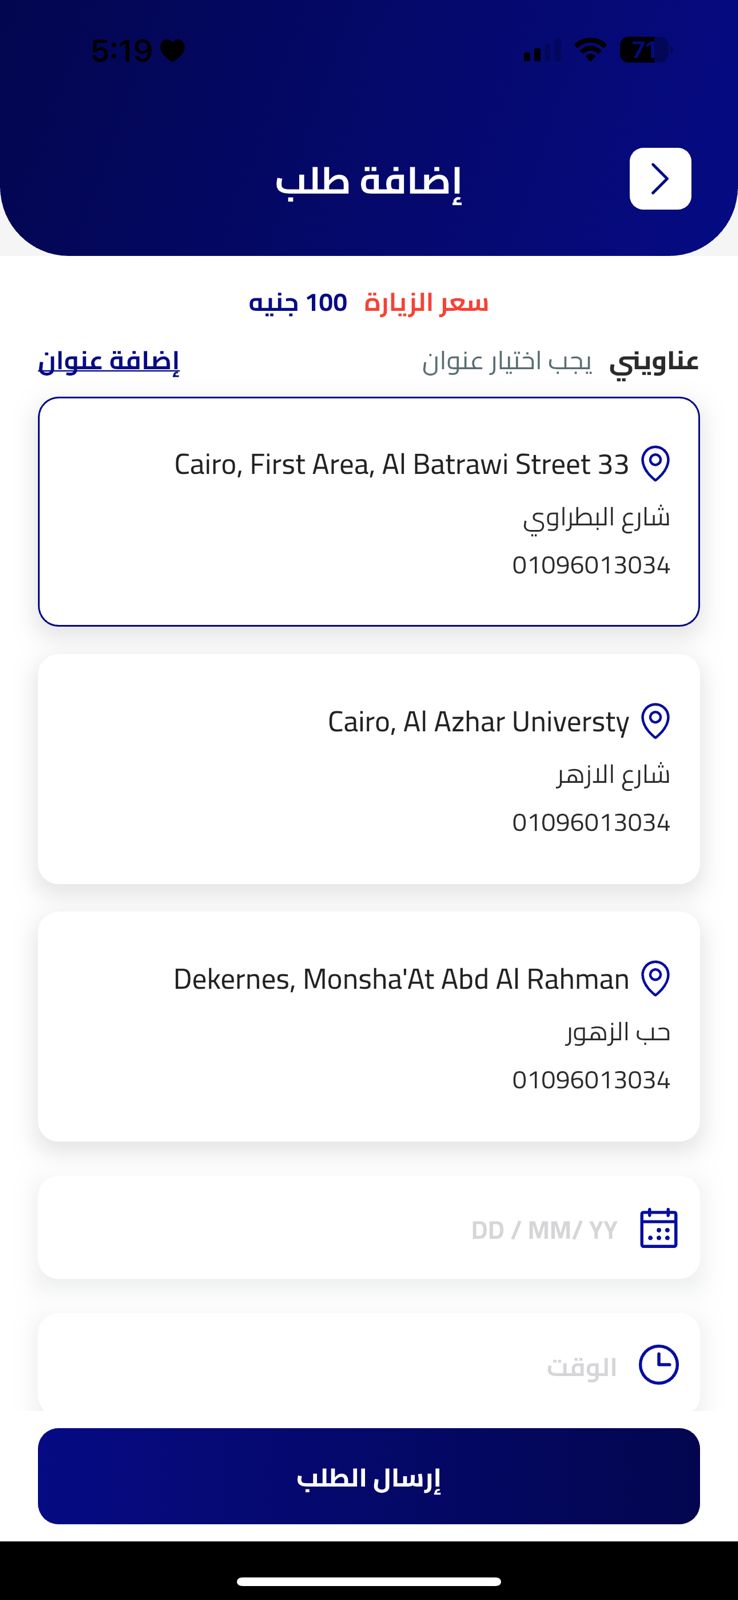 5:19
71
إضافة طلب
سعر الزيارة 100 جنيه
عناويني يجب اختيار عنوان إضافة عنوان
Cairo, First Area, Al Batrawi Street 33
شارع البطراوي
01096013034
Cairo, Al Azhar Universty
شارع الازهر
01096013034
Dekernes, Monsha'At Abd Al Rahman
حب الزهور
01096013034
DD / MM/ YY
الوقت
إرسال الطلب